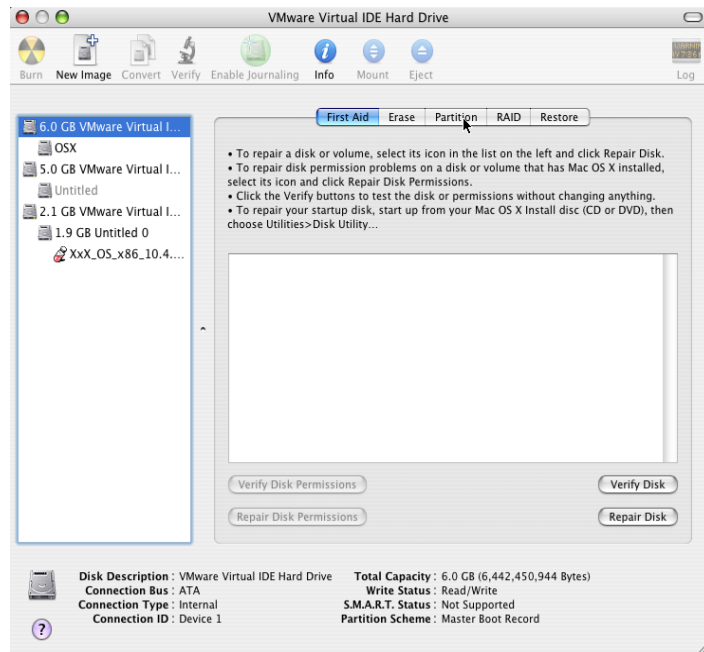 VMware Virtual IDE Hard Drive
Burn New Image Convert Verify Enable Journaling Info Mount Eject Log
First Aid Erase Partition RAID Restore
6.0 GB VMware Virtual I...
OSX
5.0 GB VMware Virtual I...
Untitled
2.1 GB VMware Virtual I...
1.9 GB Untitled 0
XxX_OS_x86_10.4....
• To repair a disk or volume, select its icon in the list on the left and click Repair Disk.
• To repair disk permission problems on a disk or volume that has Mac OS X installed,
select its icon and click Repair Disk Permissions.
• Click the Verify buttons to test the disk or permissions without changing anything.
• To repair your startup disk, start up from your Mac OS X Install disc (CD or DVD), then
choose Utilities>Disk Utility...
Verify Disk Permissions Verify Disk
Repair Disk Permissions Repair Disk
Disk Description : VMware Virtual IDE Hard Drive Total Capacity : 6.0 GB (6,442,450,944 Bytes)
Connection Bus : ATA Write Status : Read/Write
Connection Type : Internal S.M.A.R.T. Status : Not Supported
Connection ID : Device 1 Partition Scheme : Master Boot Record
?